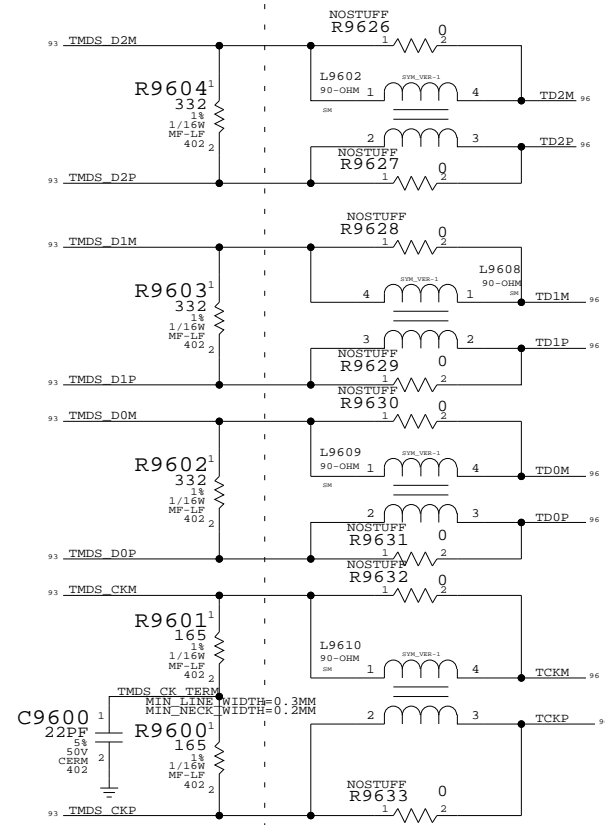 NOSTUFF
R9626 0
93 TMDS_D2M 1 2
L9602 SYM_VER-1
90-OHM 1 4 TD2M 96
SM
R9604 1
332
1%
1/16W
MF-LF
402 2
2 3 TD2P 96
NOSTUFF
R9627 0
93 TMDS_D2P 1 2
NOSTUFF
R9628 0
93 TMDS_D1M 1 2
L9608
SYM_VER-1 90-OHM
4 1 SM TD1M 96
R9603 1
332
1%
1/16W
MF-LF
402 2
3 2 TD1P 96
NOSTUFF
R9629 0
93 TMDS_D1P 1 2
NOSTUFF
R9630 0
93 TMDS_D0M 1 2
L9609 SYM_VER-1
90-OHM 1 4 TD0M 96
SM
R9602 1
332
1%
1/16W
MF-LF
402 2
2 3 TD0P 96
NOSTUFF
R9631 0
93 TMDS_D0P 1 2
NOSTUFF
R9632 0
93 TMDS_CKM 1 2
R9601 1
165
1%
1/16W
MF-LF
402 2
L9610 SYM_VER-1
90-OHM
SM 1 4 TCKM 96
TMDS_CK_TERM
MIN_LINE_WIDTH=0.3MM
MIN_NECK_WIDTH=0.2MM
C9600 1
22PF
5%
50V
CERM 2
402
R9600 1
165
1%
1/16W
MF-LF
402 2
2 3 TCKP 9
NOSTUFF
R9633 0
93 TMDS_CKP 1 2